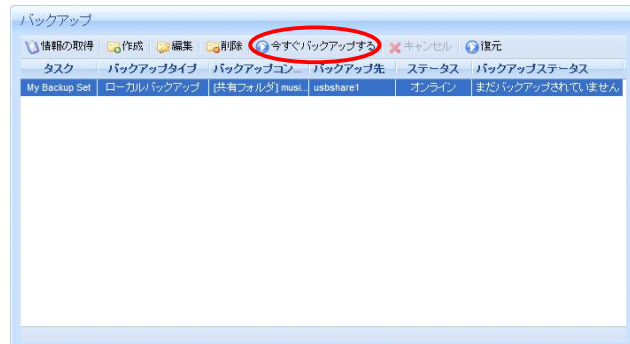 バックアップ
情報の取得 作成 編集 削除 今すぐバックアップする キャンセル 復元
タスク バックアップタイプ バックアップコン... バックアップ先 ステータス バックアップステータス
My Backup Set ローカルバックアップ [共有フォルダ] musi... usbshare1 オンライン まだバックアップされていません